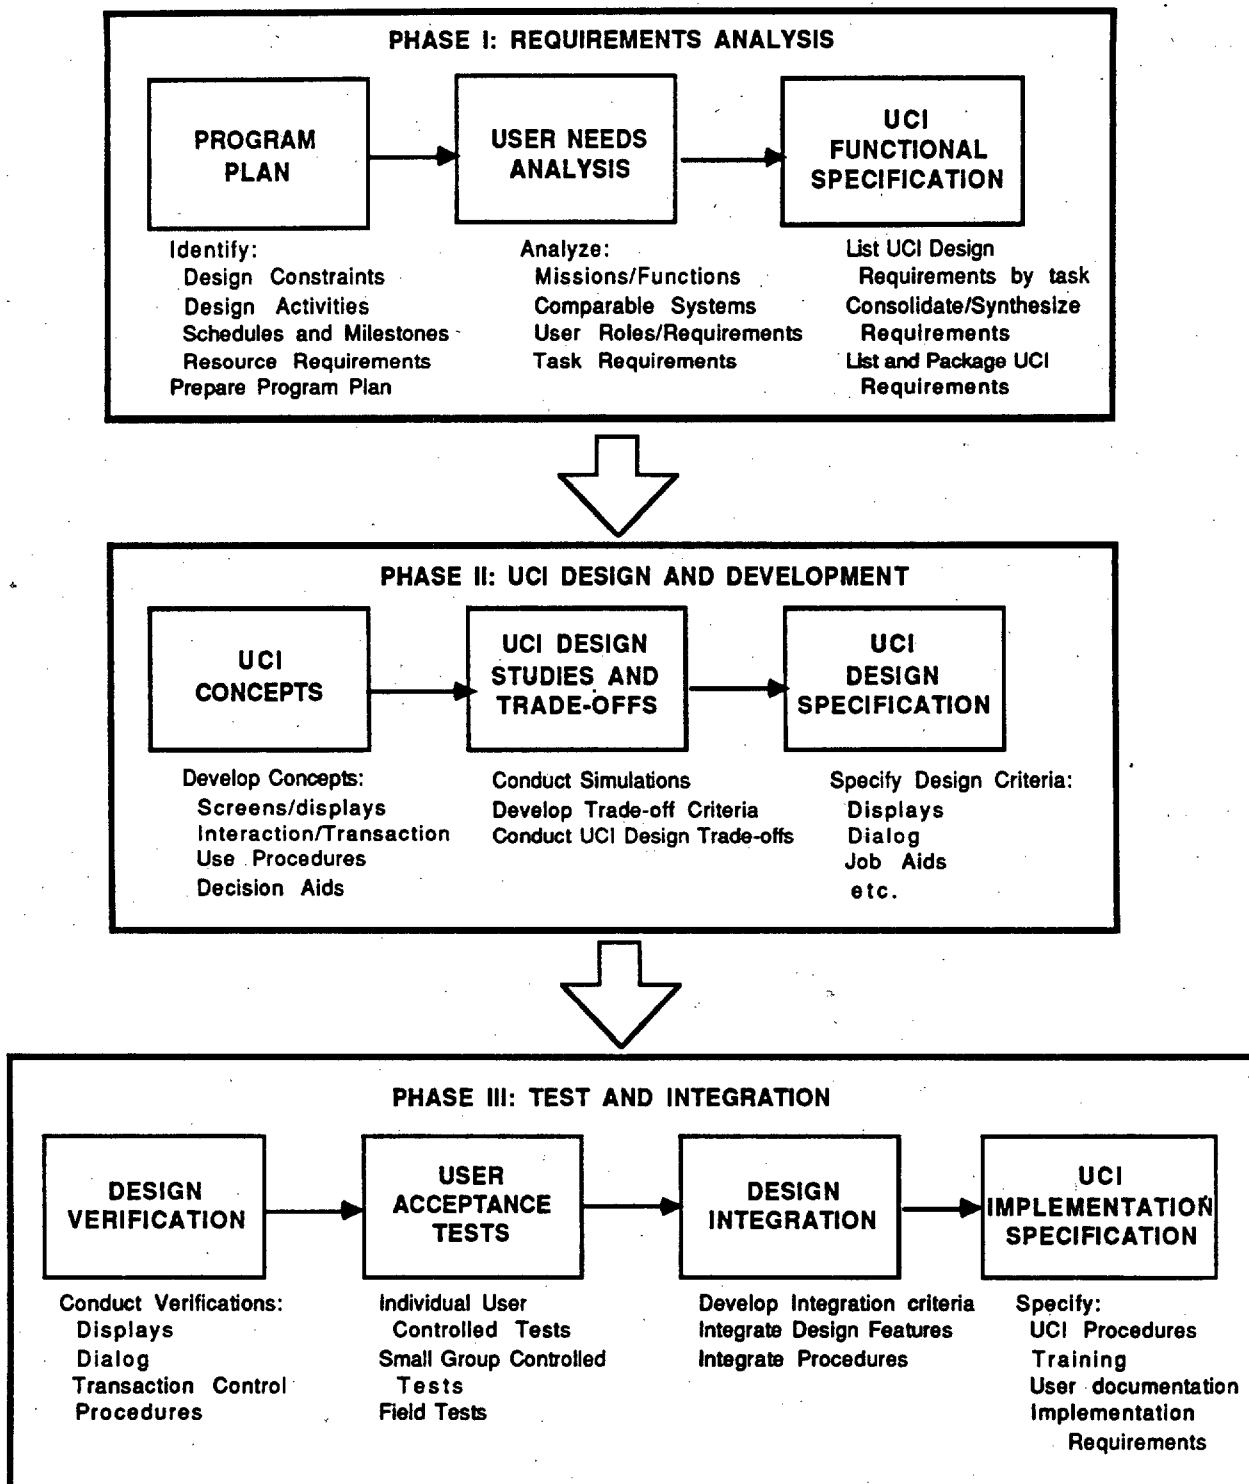 PHASE I: REQUIREMENTS ANALYSIS
PROGRAM
PLAN
USER NEEDS
ANALYSIS
UCI
FUNCTIONAL
SPECIFICATION
Identify:
Design Constraints
Design Activities
Schedules and Milestones
Resource Requirements
Prepare Program Plan
Analyze:
Missions/Functions
Comparable Systems
User Roles/Requirements
Task Requirements
List UCI Design
Requirements by task
Consolidate/Synthesize
Requirements
List and Package UCI
Requirements
PHASE II: UCI DESIGN AND DEVELOPMENT
UCI
CONCEPTS
UCI DESIGN
STUDIES AND
TRADE-OFFS
UCI
DESIGN
SPECIFICATION
Develop Concepts:
Screens/displays
Interaction/Transaction
Use Procedures
Decision Aids
Conduct Simulations
Develop Trade-off Criteria
Conduct UCI Design Trade-offs
Specify Design Criteria:
Displays
Dialog
Job Aids
etc.
PHASE III: TEST AND INTEGRATION
DESIGN
VERIFICATION
USER
ACCEPTANCE
TESTS
DESIGN
INTEGRATION
UCI
IMPLEMENTATION
SPECIFICATION
Conduct Verifications:
Displays
Dialog
Transaction Control
Procedures
Individual User
Controlled Tests
Small Group Controlled
Tests
Field Tests
Develop Integration criteria
Integrate Design Features
Integrate Procedures
Specify:
UCI Procedures
Training
User documentation
Implementation
Requirements